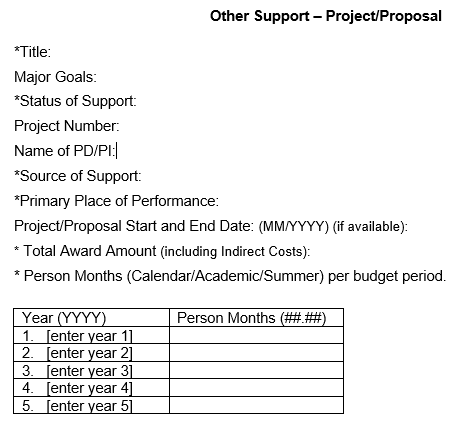 Other Support – Project/Proposal
*Title:
Major Goals:
*Status of Support:
Project Number:
Name of PD/PI:
*Source of Support:
*Primary Place of Performance:
Project/Proposal Start and End Date: (MM/YYYY) (if available):
* Total Award Amount (including Indirect Costs):
* Person Months (Calendar/Academic/Summer) per budget period.
Year (YYYY) Person Months (##.##)
1. [enter year 1]
2. [enter year 2]
3. [enter year 3]
4. [enter year 4]
5. [enter year 5]